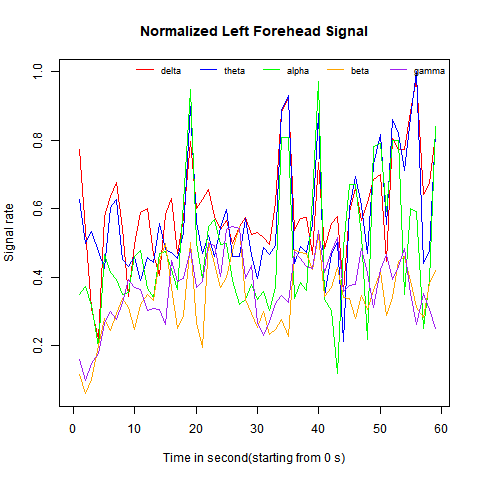 Normalized Left Forehead Signal
delta theta alpha beta gamma
1.0
0.8
0.6
0.4
0.2
Signal rate
0 10 20 30 40 50 60
Time in second(starting from 0 s)